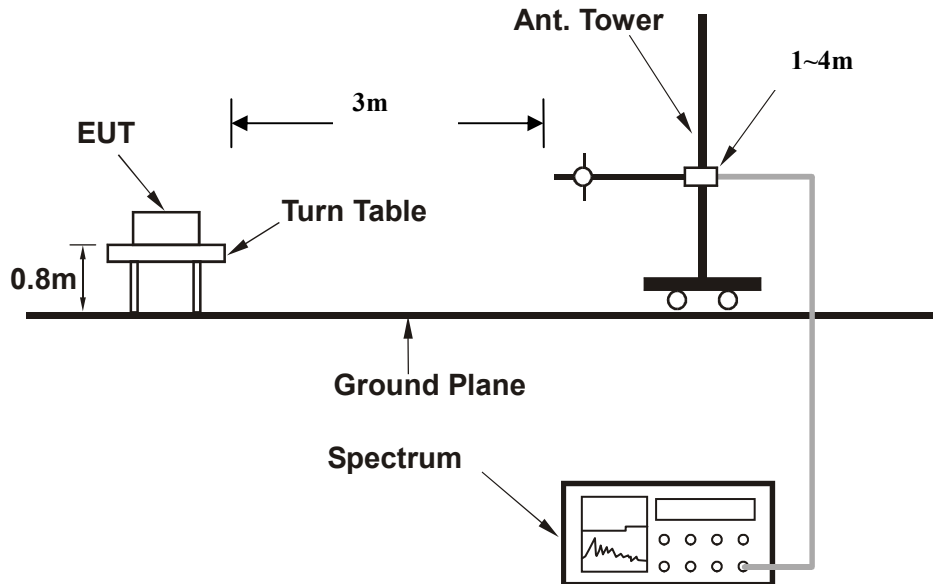 Ant. Tower
1~4m
3m
EUT
Turn Table
0.8m
Ground Plane
Spectrum